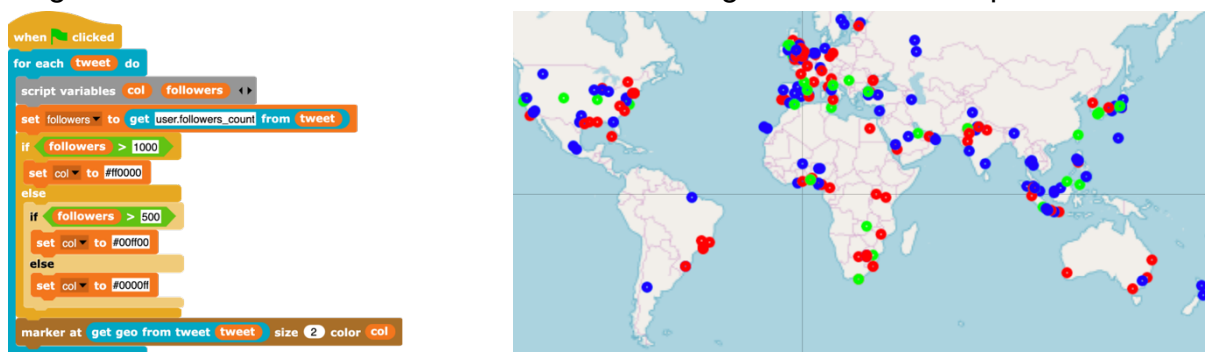 when clicked
for each tweet do
script variables col followers
set followers to get user.followers_count from tweet
if followers > 1000
set col to #ff0000
else
if followers > 500
set col to #00ff00
else
set col to #0000ff
marker at get geo from tweet tweet size 2 color col